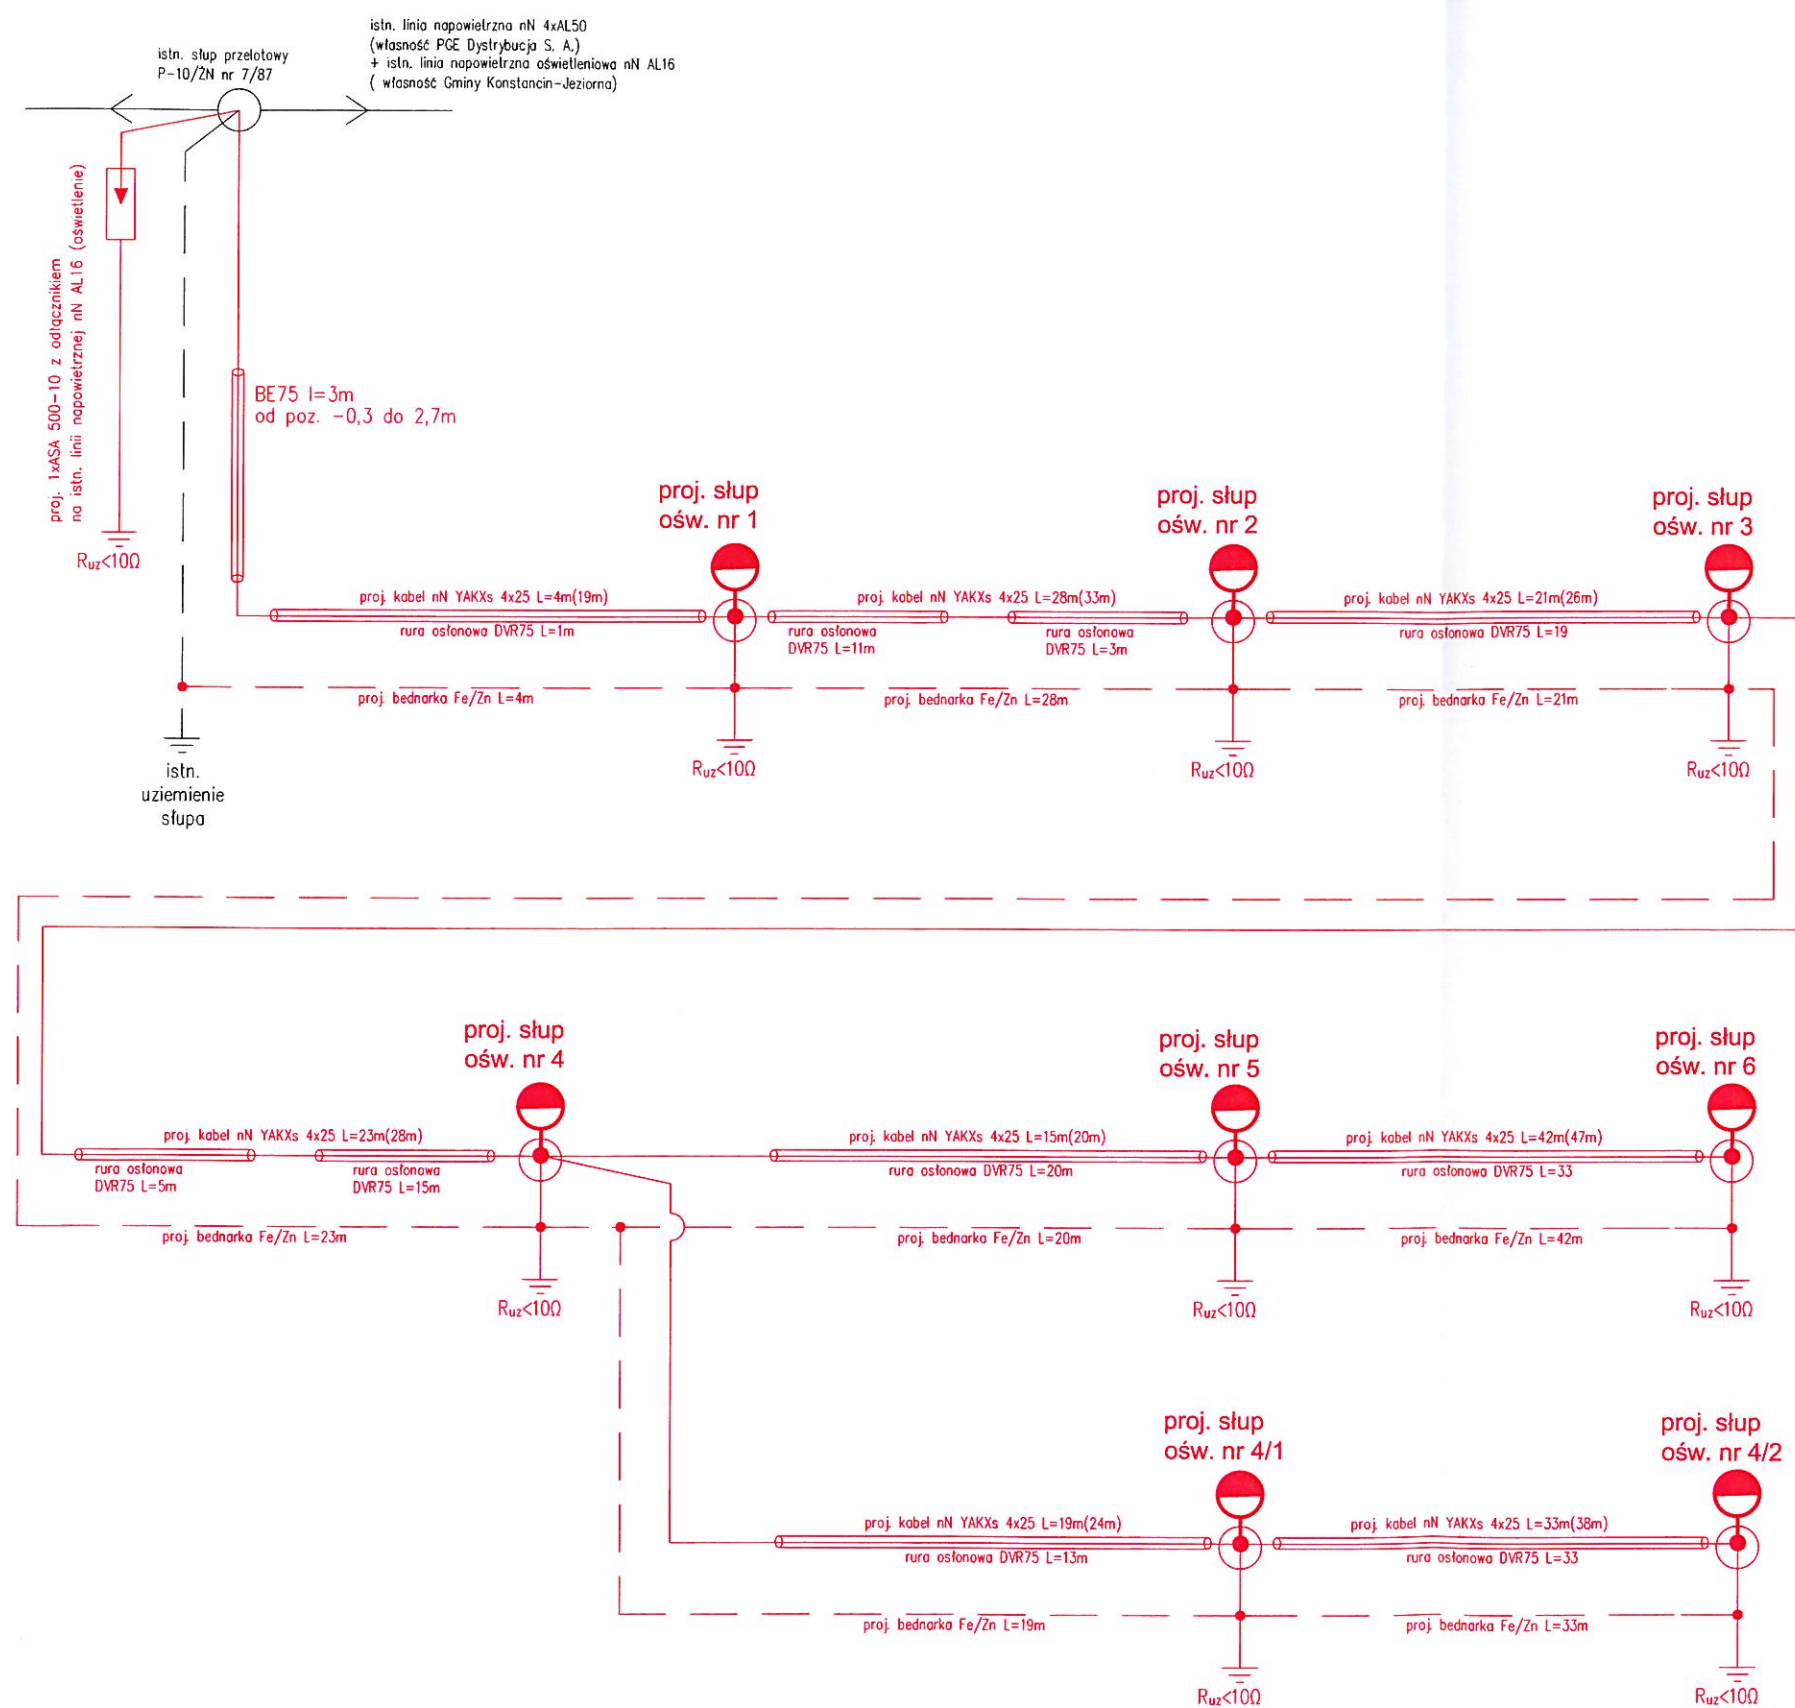 istn. linia napowietrzna nN 4xAL50
(własność PGE Dystrybucja S. A.)
+ istn. linia napowietrzna oświetleniowa nN AL16
( własność Gminy Konstancin-Jeziorna)
istn. słup przelotowy
P-10/ŻN nr 7/87
proj. 1xASA 500-10 z odłącznikiem
na istn. linii napowietrznej nN AL16 (oświetlenie)
Ruz<10Ω
BE75 l=3m
od poz. -0,3 do 2,7m
proj. słup
ośw. nr 1
proj. słup
ośw. nr 2
proj. słup
ośw. nr 3
proj. kabel nN YAKXs 4x25 L=4m(19m)
rura osłonowa DVR75 L=1m
proj. kabel nN YAKXs 4x25 L=28m(33m)
rura osłonowa
DVR75 L=11m
rura osłonowa
DVR75 L=3m
proj. kabel nN YAKXs 4x25 L=21m(26m)
rura osłonowa DVR75 L=19
proj. bednarka Fe/Zn L=4m
proj. bednarka Fe/Zn L=28m
proj. bednarka Fe/Zn L=21m
Ruz<10Ω
Ruz<10Ω
Ruz<10Ω
istn.
uziemienie
słupa
proj. słup
ośw. nr 4
proj. słup
ośw. nr 5
proj. słup
ośw. nr 6
proj. kabel nN YAKXs 4x25 L=23m(28m)
rura osłonowa
DVR75 L=5m
rura osłonowa
DVR75 L=15m
proj. kabel nN YAKXs 4x25 L=15m(20m)
rura osłonowa DVR75 L=20m
proj. kabel nN YAKXs 4x25 L=42m(47m)
rura osłonowa DVR75 L=33
proj. bednarka Fe/Zn L=23m
proj. bednarka Fe/Zn L=20m
proj. bednarka Fe/Zn L=42m
Ruz<10Ω
Ruz<10Ω
Ruz<10Ω
proj. słup
ośw. nr 4/1
proj. słup
ośw. nr 4/2
proj. kabel nN YAKXs 4x25 L=19m(24m)
rura osłonowa DVR75 L=13m
proj. kabel nN YAKXs 4x25 L=33m(38m)
rura osłonowa DVR75 L=33
proj. bednarka Fe/Zn L=19m
proj. bednarka Fe/Zn L=33m
Ruz<10Ω
Ruz<10Ω